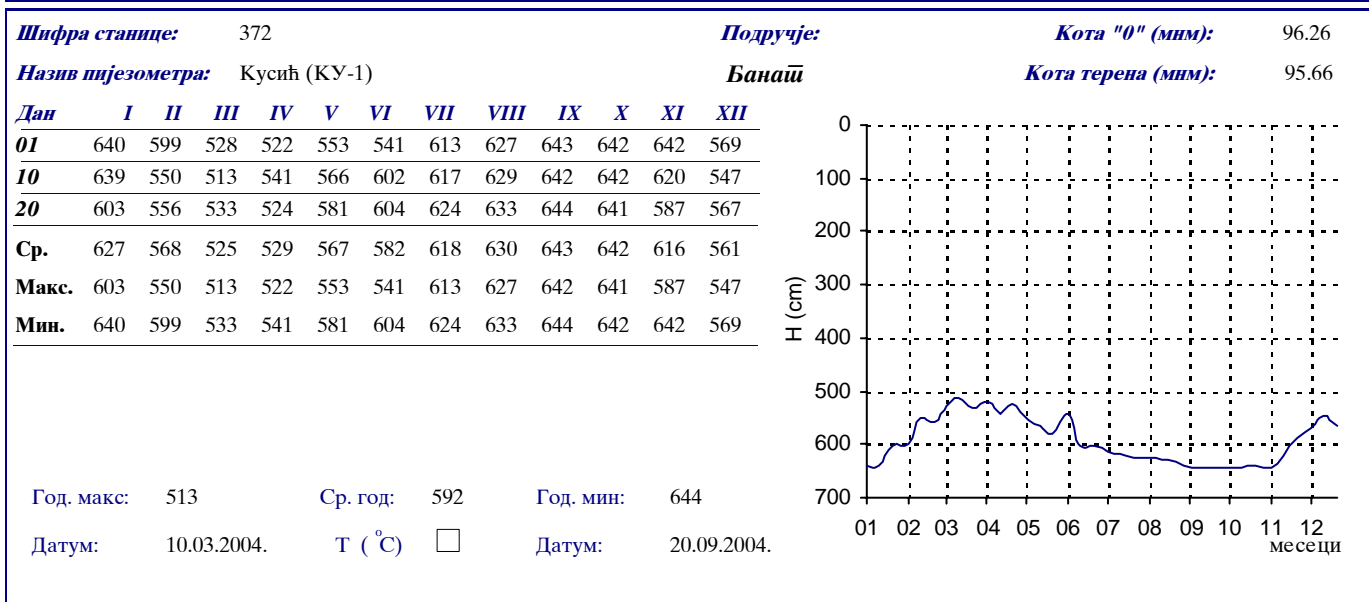 Шифра станице: 372 Подручје: Кота "0" (мнм): 96.26
Назив пијезометра: Кусић (КУ-1) Банат Кота терена (мнм): 95.66
Дан I II III IV V VI VII VIII IX X XI XII
01 640 599 528 522 553 541 613 627 643 642 642 569
10 639 550 513 541 566 602 617 629 642 642 620 547
20 603 556 533 524 581 604 624 633 644 641 587 567
Ср. 627 568 525 529 567 582 618 630 643 642 616 561
Макс. 603 550 513 522 553 541 613 627 642 641 587 547
Мин. 640 599 533 541 581 604 624 633 644 642 642 569
0
100
200
300
400
500
600
700
H (cm)
01 02 03 04 05 06 07 08 09 10 11 12
месеци
Год. макс: 513 Ср. год: 592 Год. мин: 644
Датум: 10.03.2004. Т ( °C) Датум: 20.09.2004.